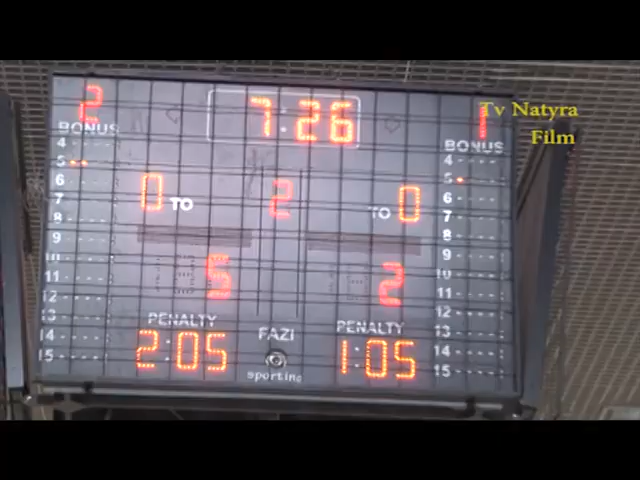 2 7:26 1
Tv Natyra
Film
BONUS BONUS
4 4
5 5
6 0 TO 2 TO 0 6
7 7
8 8
9 9
10 5 2 10
11 11
12 12
13 PENALTY PENALTY 13
14 2:05 FAZI 1:05 14
15 sporting 15